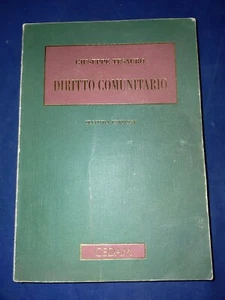 GIUSEPPE TESAURO
DIRITTO COMUNITARIO
CEDAM